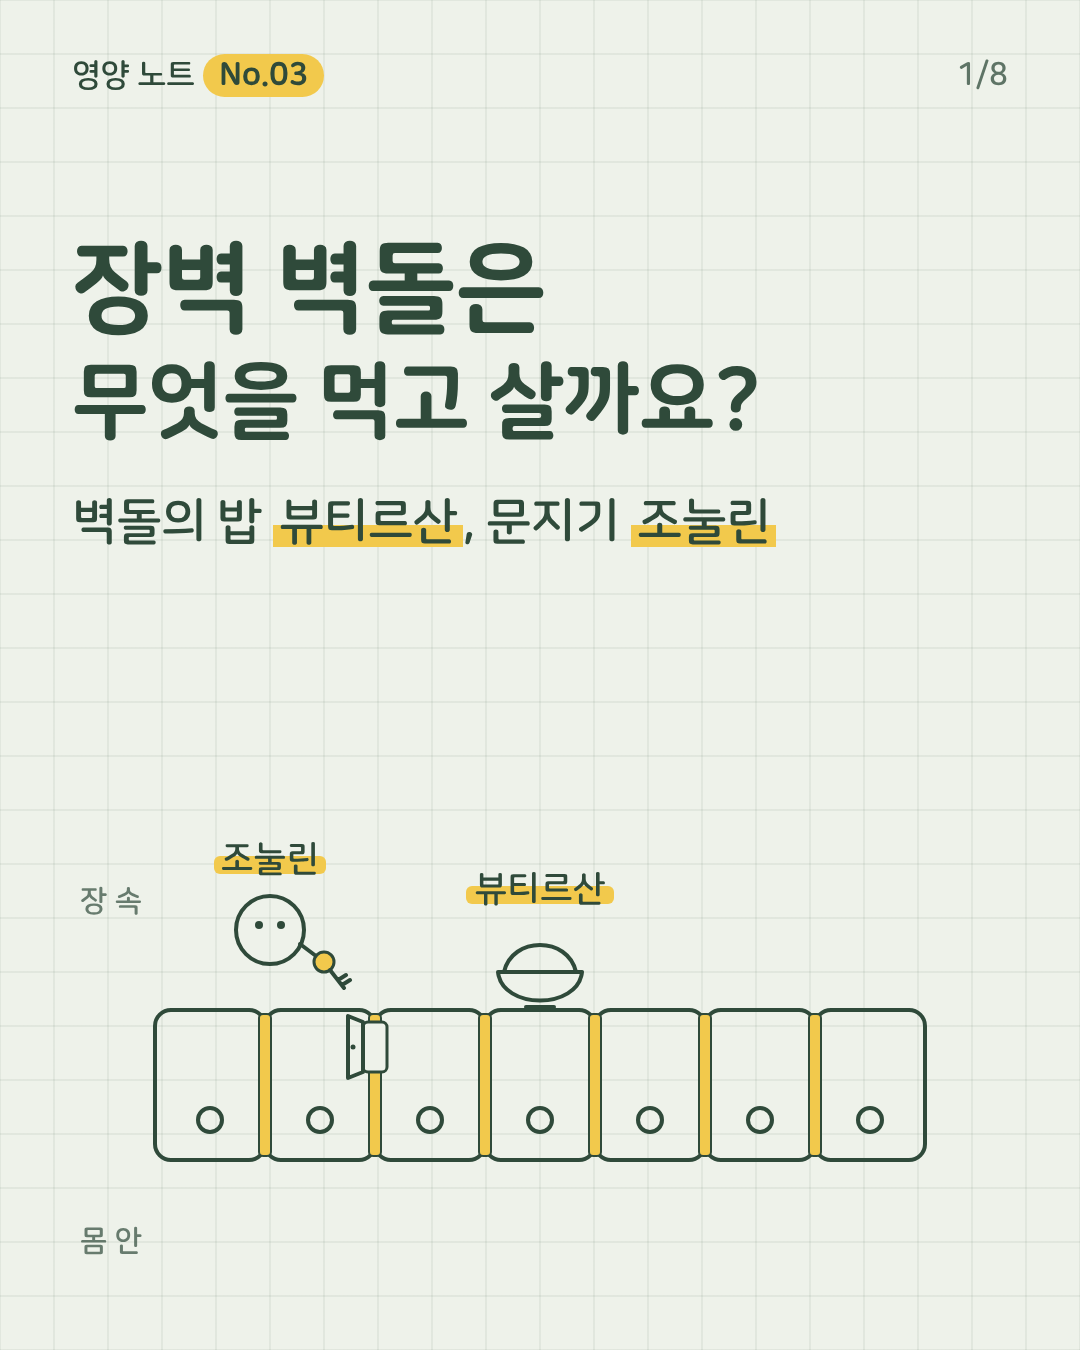 영양 노트 No.03
1/8
장벽 벽돌은
무엇을 먹고 살까요?
벽돌의 밥 뷰티르산, 문지기 조눌린
조눌린
뷰티르산
장 속
몸 안